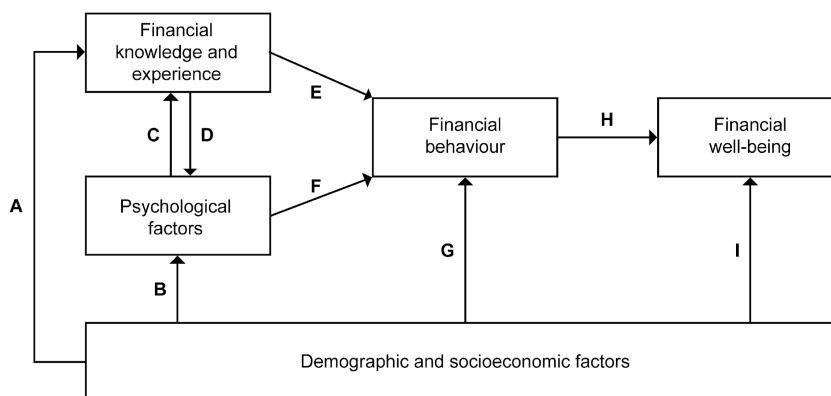 Financial
knowledge and
experience
E
C
D
Financial
behaviour
H
Financial
well-being
A
Psychological
factors
F
B
G
I
Demographic and socioeconomic factors